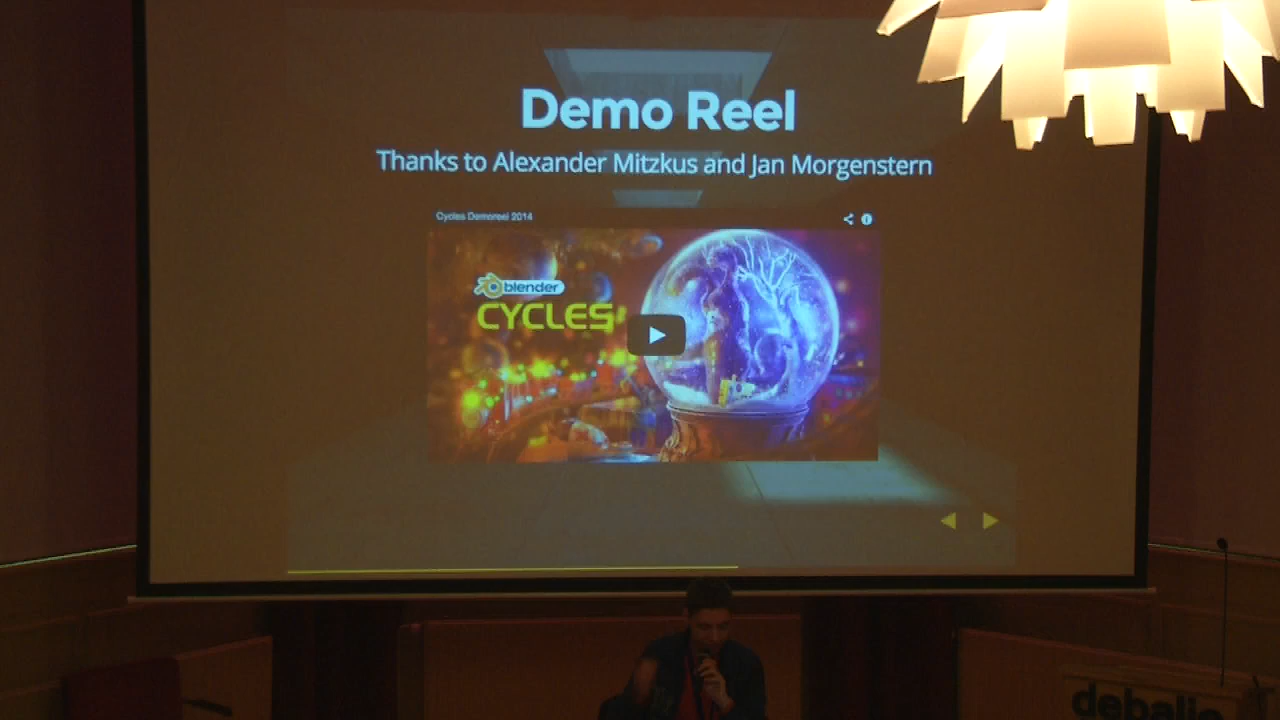 Demo Reel
Thanks to Alexander Mitzkus and Jan Morgenstern
Cycles Demoreel 2014
blender
CYCLES
debalie